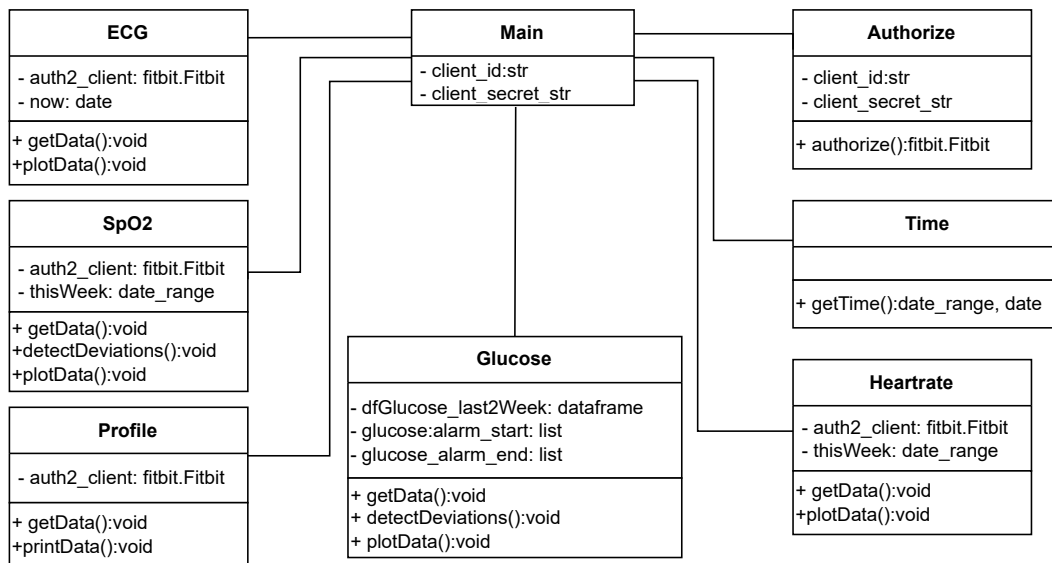 ECG
- auth2_client: fitbit.Fitbit
- now: date
+ getData():void
+plotData():void
Main
- client_id:str
- client_secret_str
Authorize
- client_id:str
- client_secret_str
+ authorize():fitbit.Fitbit
SpO2
- auth2_client: fitbit.Fitbit
- thisWeek: date_range
+ getData():void
+detectDeviations():void
+plotData():void
Time
+ getTime():date_range, date
Glucose
- dfGlucose_last2Week: dataframe
- glucose:alarm_start: list
- glucose_alarm_end: list
+ getData():void
+ detectDeviations():void
+ plotData():void
Heartrate
- auth2_client: fitbit.Fitbit
- thisWeek: date_range
+ getData():void
+plotData():void
Profile
- auth2_client: fitbit.Fitbit
+ getData():void
+printData():void